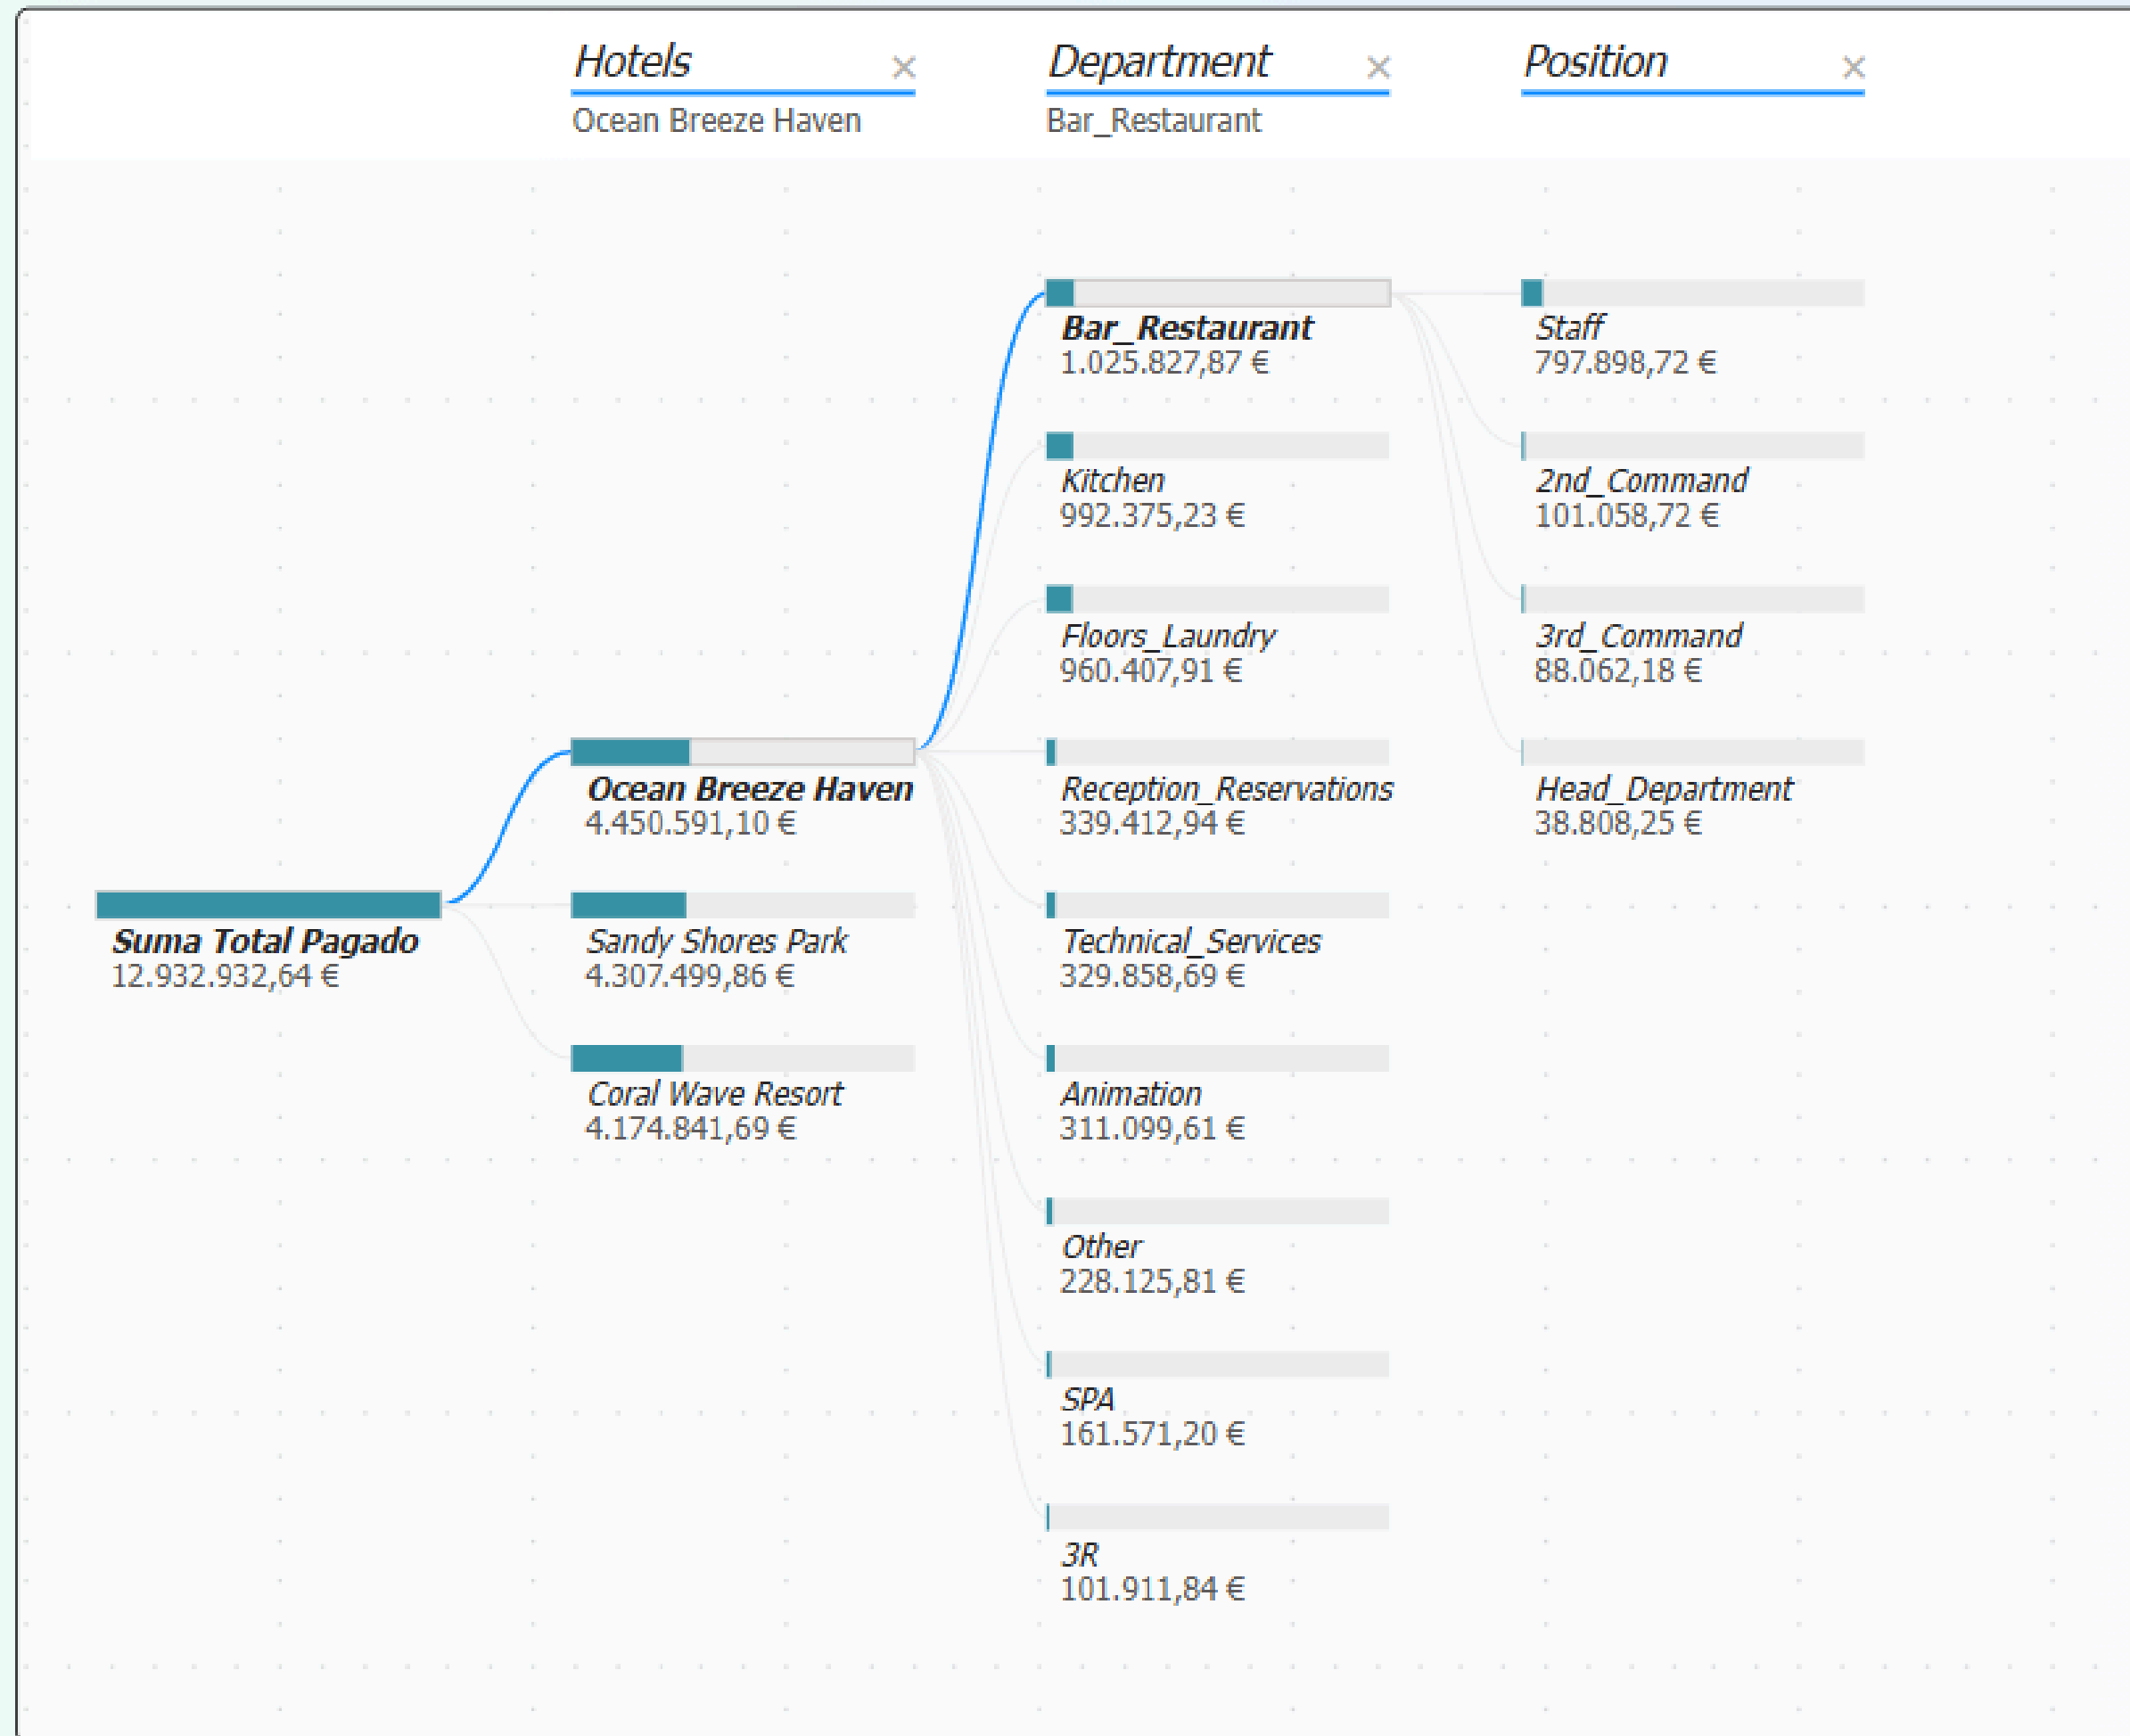 Hotels
Ocean Breeze Haven
Department
Bar_Restaurant
Position
Suma Total Pagado
12.932.932,64 €
Ocean Breeze Haven
4.450.591,10 €
Sandy Shores Park
4.307.499,86 €
Coral Wave Resort
4.174.841,69 €
Bar_Restaurant
1.025.827,87 €
Kitchen
992.375,23 €
Floors_Laundry
960.407,91 €
Reception_Reservations
339.412,94 €
Technical_Services
329.858,69 €
Animation
311.099,61 €
Other
228.125,81 €
SPA
161.571,20 €
3R
101.911,84 €
Staff
797.898,72 €
2nd_Command
101.058,72 €
3rd_Command
88.062,18 €
Head_Department
38.808,25 €